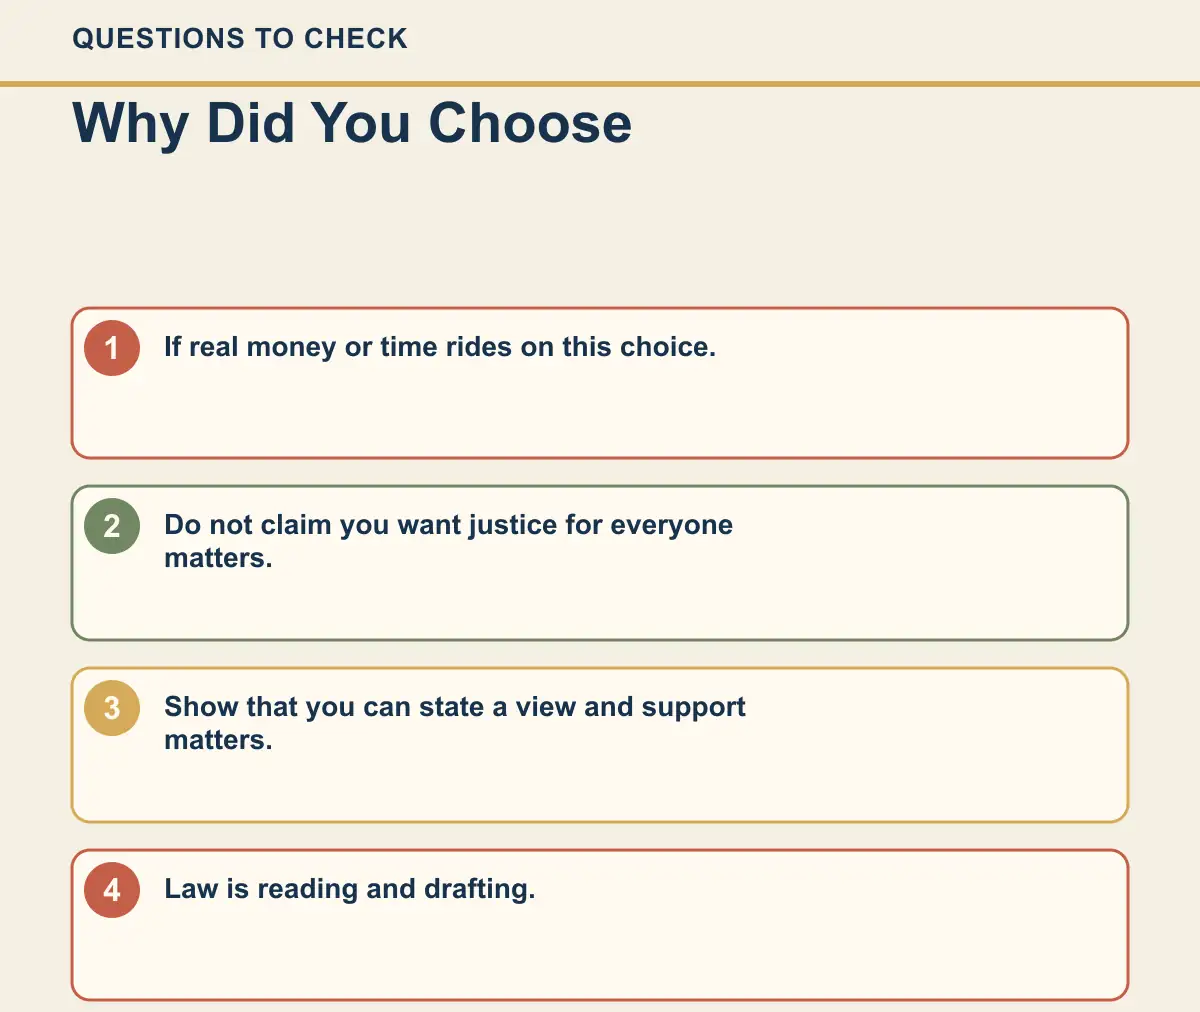 QUESTIONS TO CHECK
Why Did You Choose
1
If real money or time rides on this choice.
2
Do not claim you want justice for everyone
matters.
3
Show that you can state a view and support
matters.
4
Law is reading and drafting.